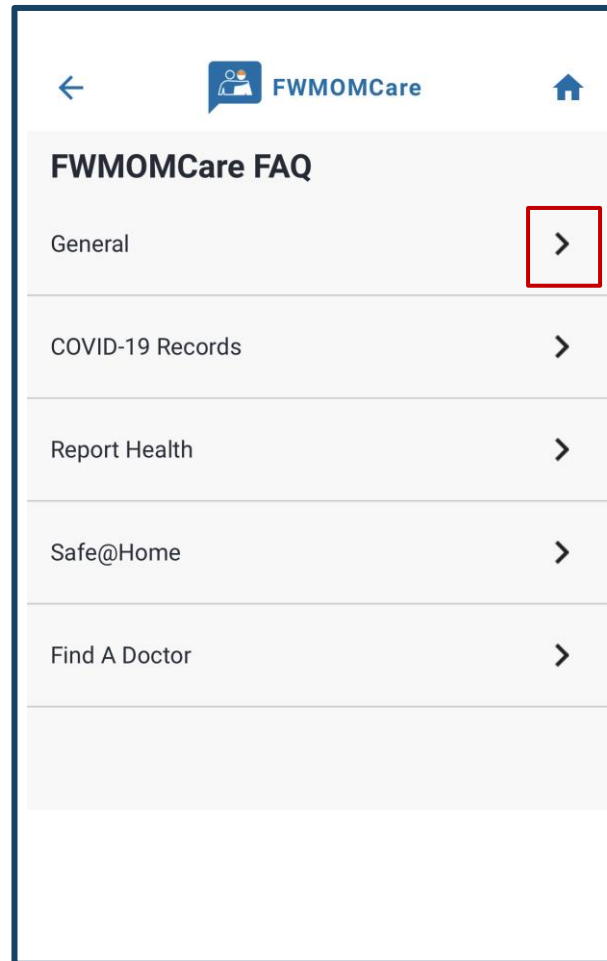 FWMOMCare
FWMOMCare FAQ
General
COVID-19 Records
Report Health
Safe@Home
Find A Doctor